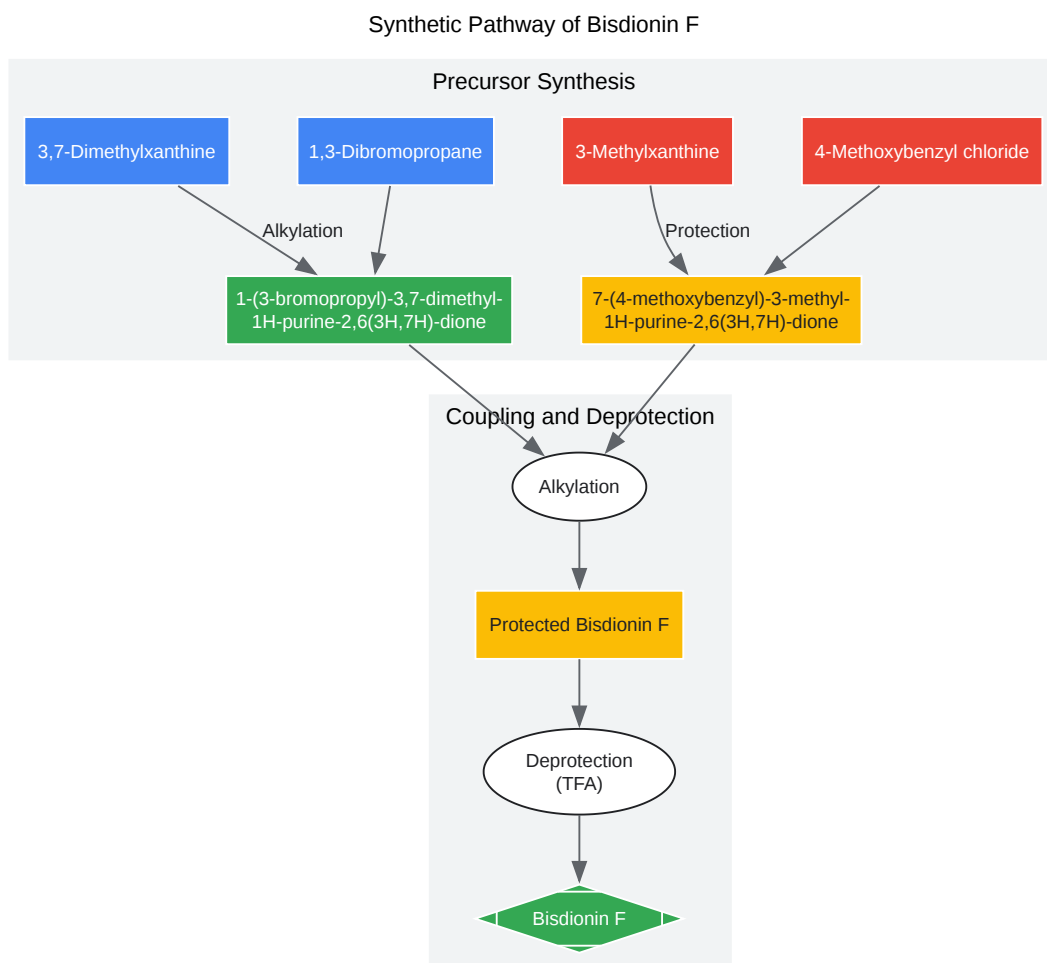 Synthetic Pathway of Bisdionin F
Precursor Synthesis
3,7-Dimethylxanthine
1,3-Dibromopropane
3-Methylxanthine
4-Methoxybenzyl chloride
Alkylation
Protection
1-(3-bromopropyl)-3,7-dimethyl-
1H-purine-2,6(3H,7H)-dione
7-(4-methoxybenzyl)-3-methyl-
1H-purine-2,6(3H,7H)-dione
Coupling and Deprotection
Alkylation
Protected Bisdionin F
Deprotection
(TFA)
Bisdionin F